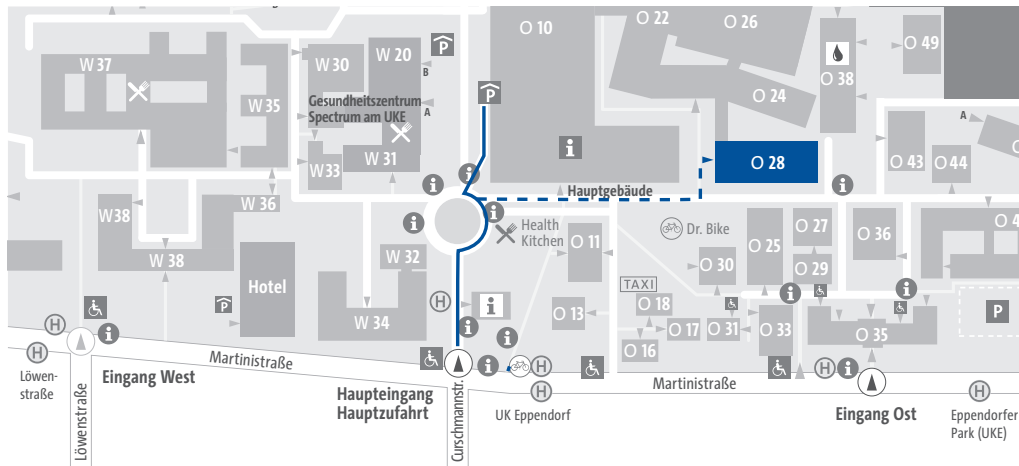 O 10
O 22
O 26
O 49
W 20
P
W 30
W 37
B
O 38
P
O 24
W 35
Gesundheitszentrum
Spectrum am UKE
A
A
i
O 28
O 43
O 44
W 33
W 31
i
i
i
Hauptgebäude
W 36
W 38
i
i
Health
Kitchen
Dr. Bike
O 11
O 27
O 25
O 36
W 38
W 32
O 30
O 29
Hotel
TAXI
P
H
i
O 18
i
i
P
W 34
O 13
O 17
O 31
O 33
O 35
H
i
i
i
O 16
H
Martinistraße
i
H
H
i
Löwen-
straße
Eingang West
Martinistraße
Haupteingang
Hauptzufahrt
H
UK Eppendorf
Eingang Ost
H
Eppendorfer
Park (UKE)
Löwenstraße
Curschmannstr.